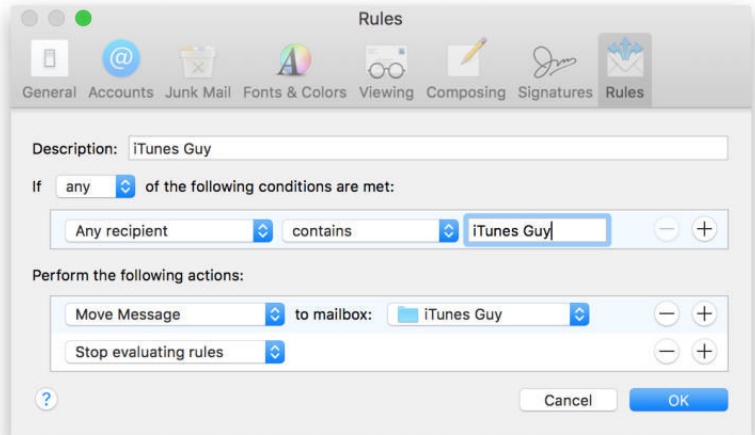 Rules
General Accounts Junk Mail Fonts & Colors Viewing Composing Signatures Rules
Description: iTunes Guy
If any of the following conditions are met:
Any recipient contains iTunes Guy
Perform the following actions:
Move Message to mailbox: iTunes Guy
Stop evaluating rules
? Cancel OK